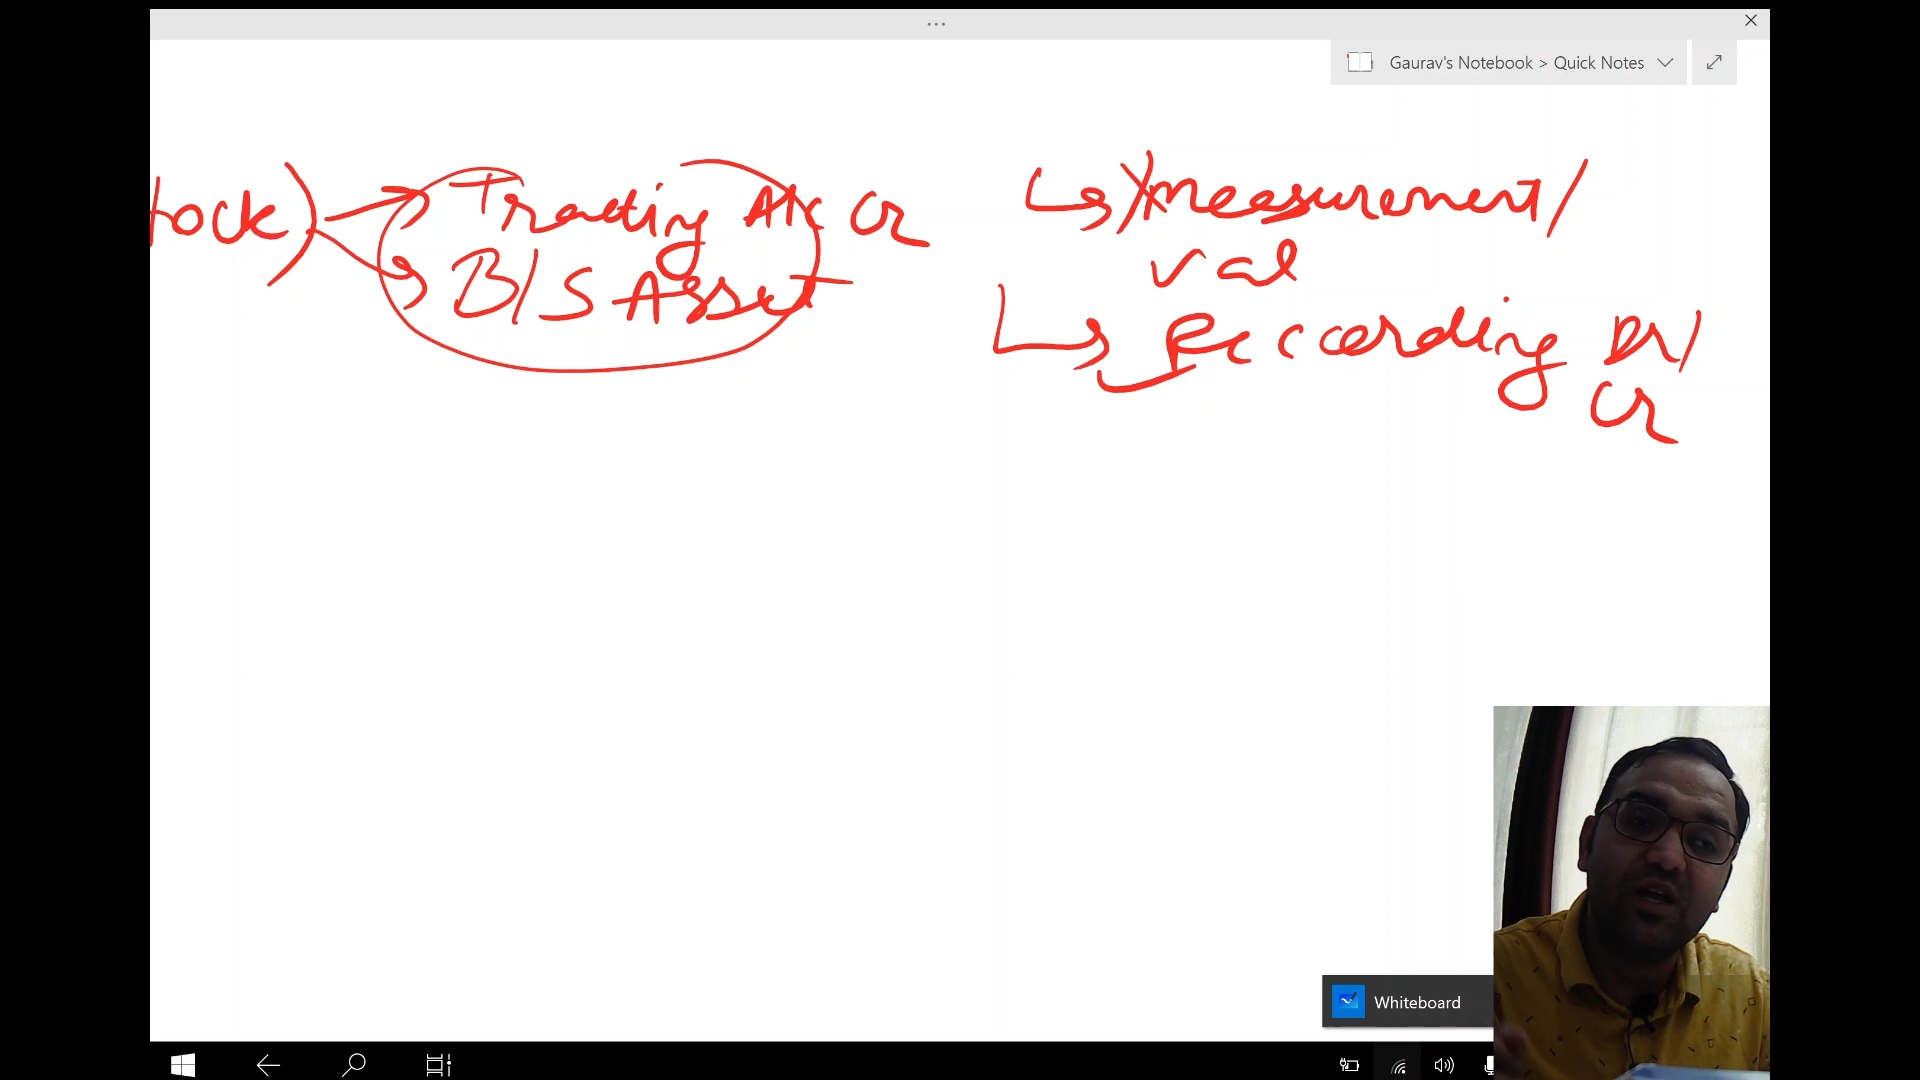 ...
Gaurav's Notebook > Quick Notes
tock) → Trading A/c Cr
B/S Asset
measurement/
val
Recording Dr/
Cr
Whiteboard